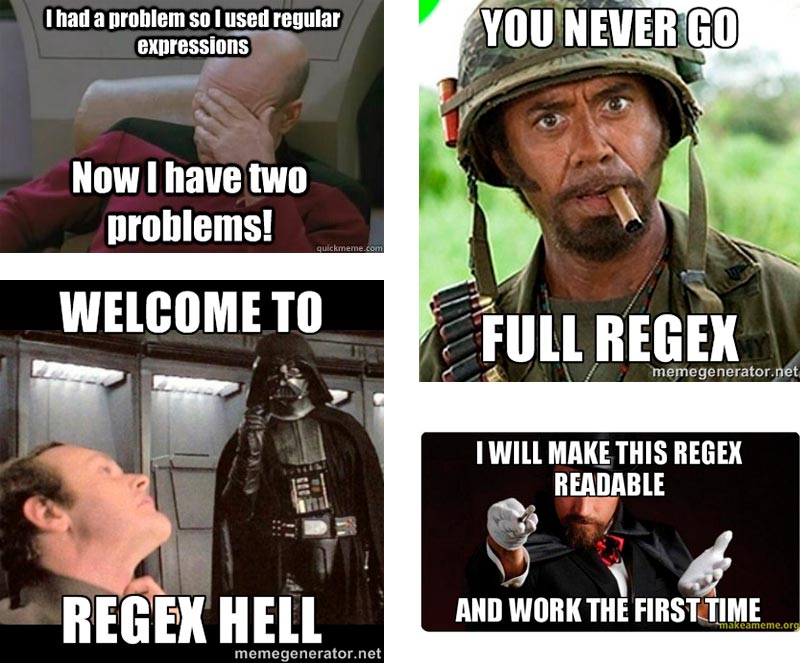 I had a problem so I used regular
expressions
Now I have two
problems!
quickmeme.com
YOU NEVER GO
FULL REGEX
memegenerator.net
WELCOME TO
REGEX HELL
memegenerator.net
I WILL MAKE THIS REGEX
READABLE
AND WORK THE FIRST TIME
makeameme.org